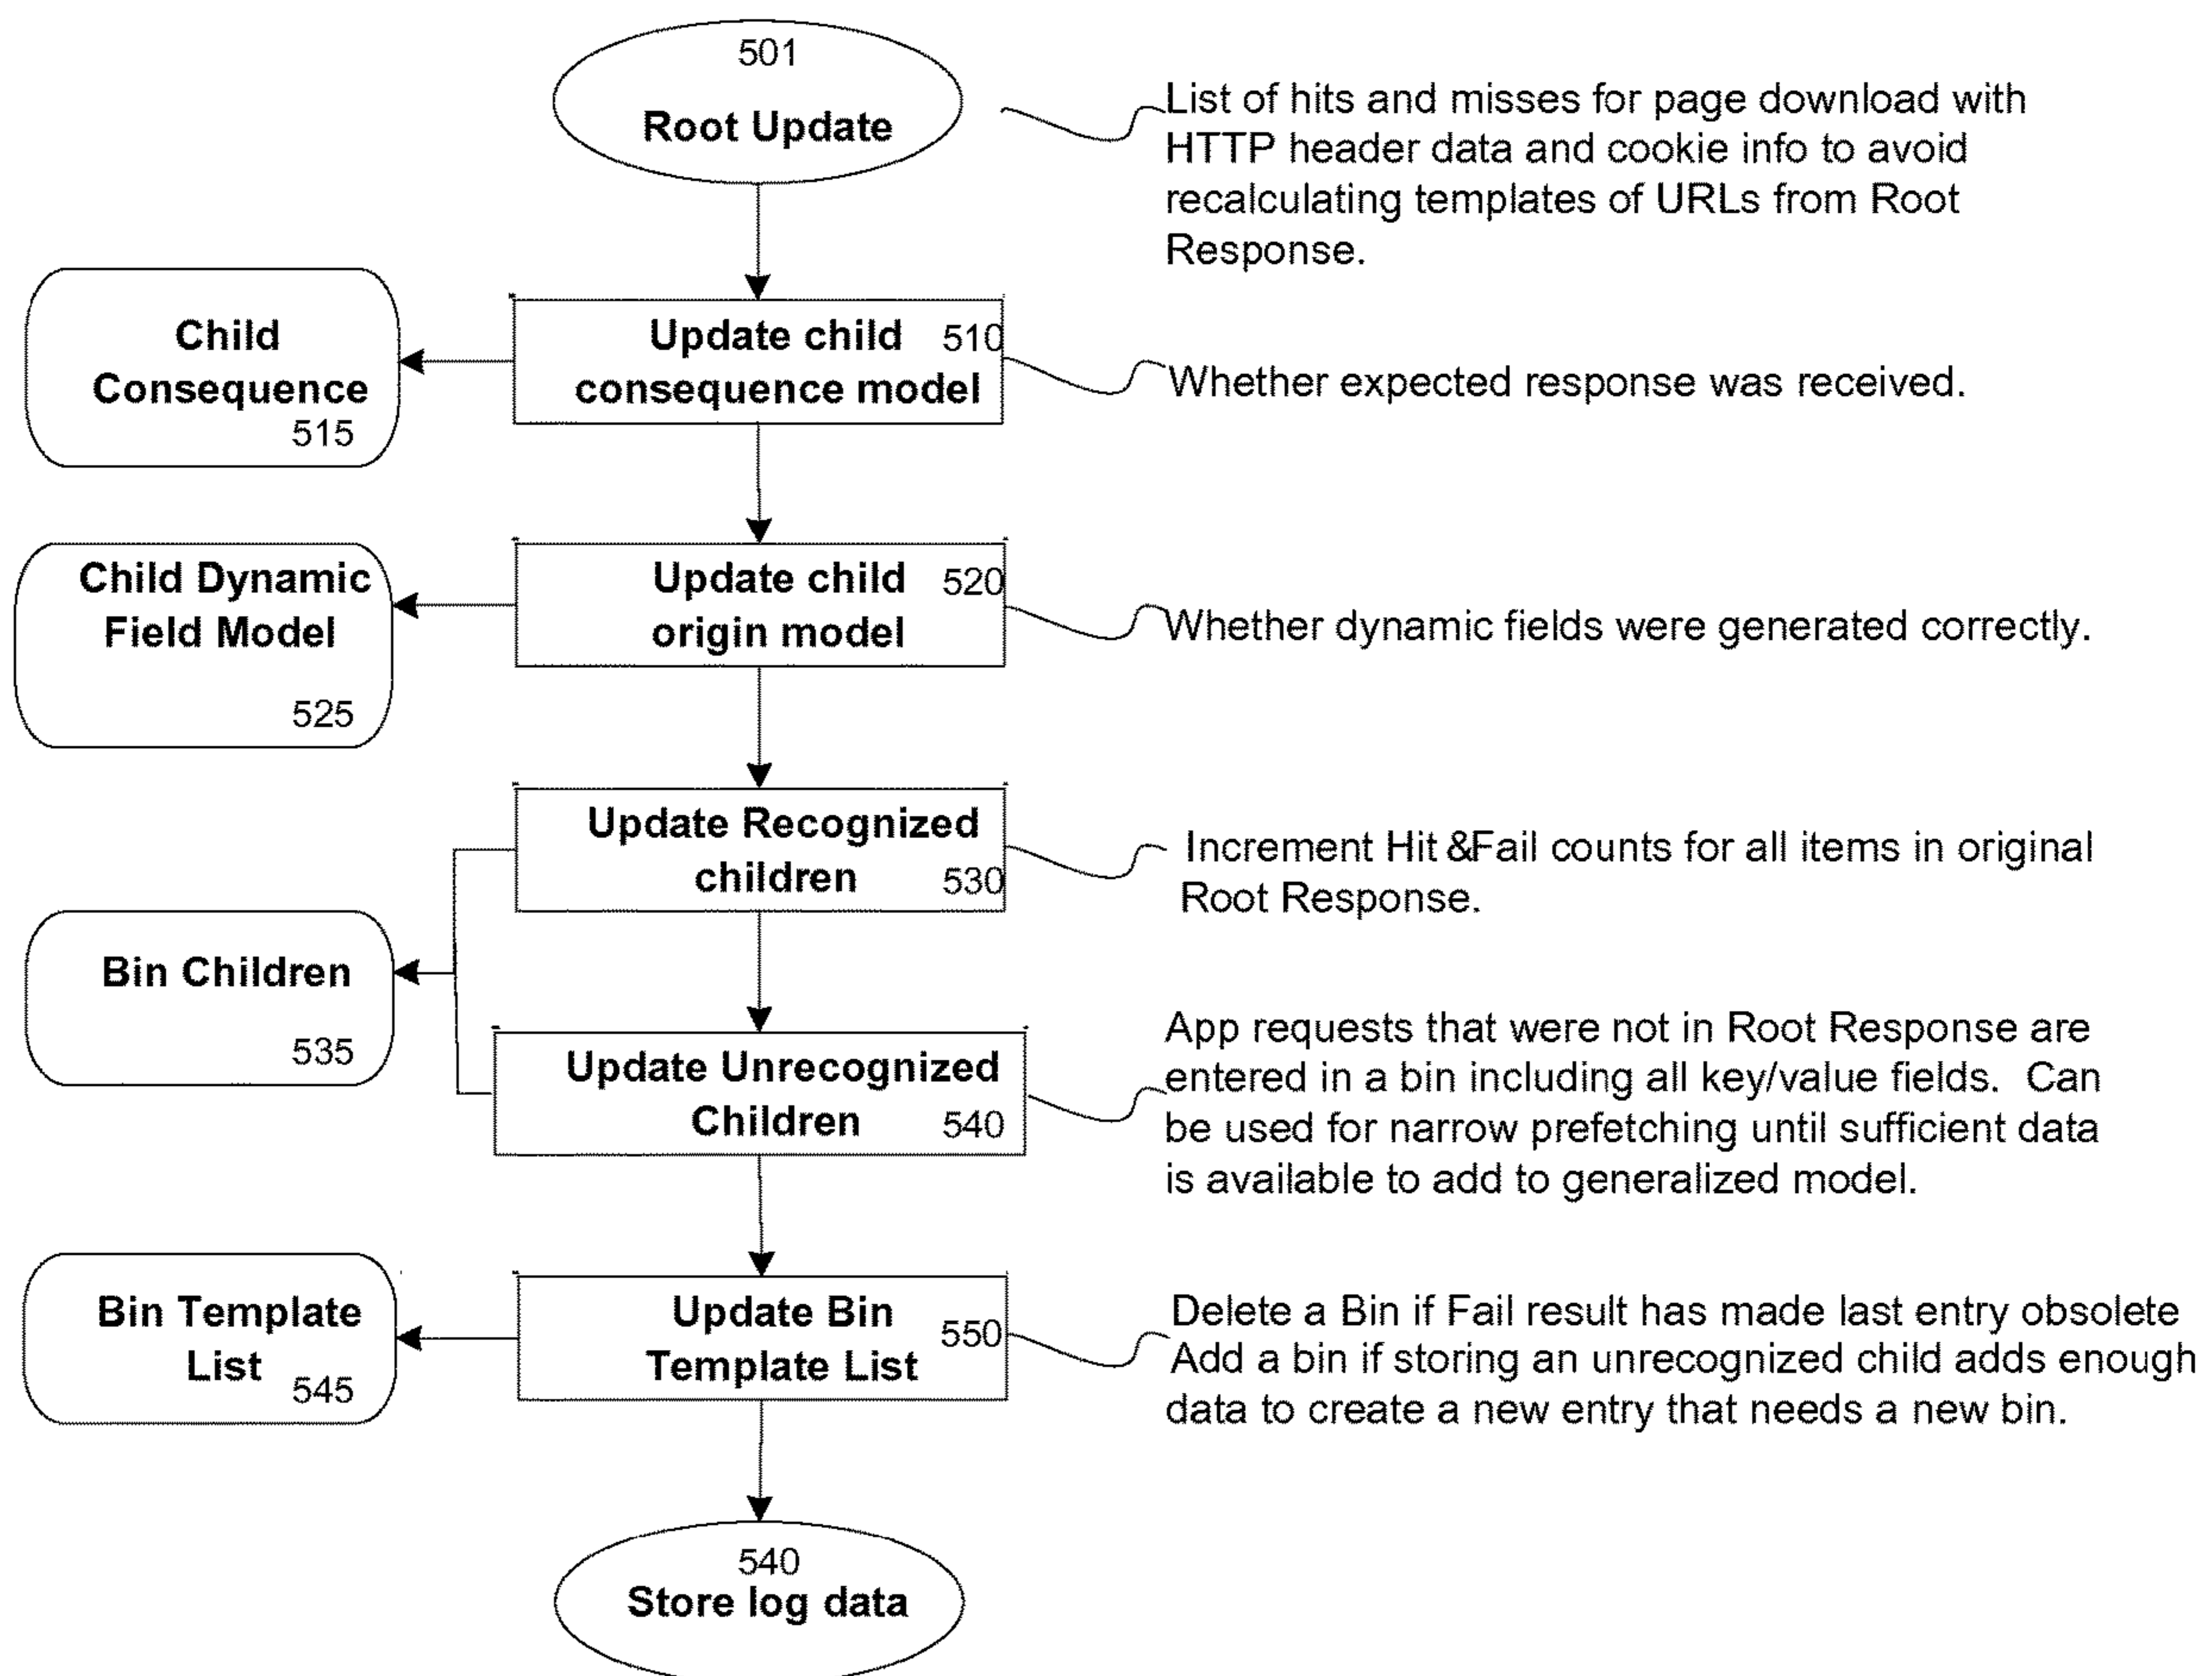 501
Root Update
List of hits and misses for page download with
HTTP header data and cookie info to avoid
recalculating templates of URLs from Root
Response.
Child
Consequence
515
Update child 510
consequence model
Whether expected response was received.
Child Dynamic
Field Model
525
Update child 520
origin model
Whether dynamic fields were generated correctly.
Update Recognized
children 530
Increment Hit &Fail counts for all items in original
Root Response.
Bin Children
535
Update Unrecognized
Children 540
App requests that were not in Root Response are
entered in a bin including all key/value fields. Can
be used for narrow prefetching until sufficient data
is available to add to generalized model.
Bin Template
List 545
Update Bin 550
Template List
Delete a Bin if Fail result has made last entry obsolete
Add a bin if storing an unrecognized child adds enough
data to create a new entry that needs a new bin.
540
Store log data